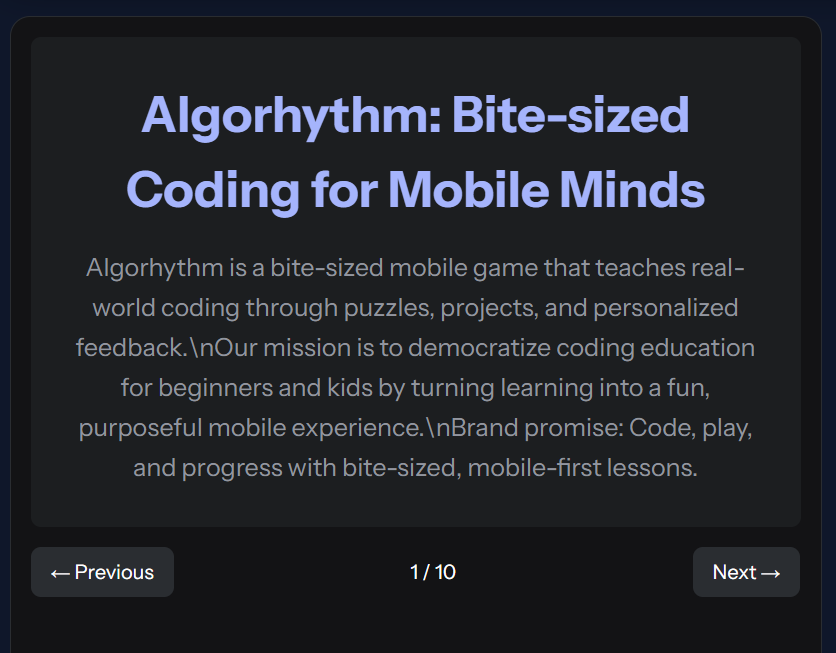 Algorhythm: Bite-sized
Coding for Mobile Minds
Algorhythm is a bite-sized mobile game that teaches real-
world coding through puzzles, projects, and personalized
feedback.\nOur mission is to democratize coding education
for beginners and kids by turning learning into a fun,
purposeful mobile experience.\nBrand promise: Code, play,
and progress with bite-sized, mobile-first lessons.
← Previous
1 / 10
Next →